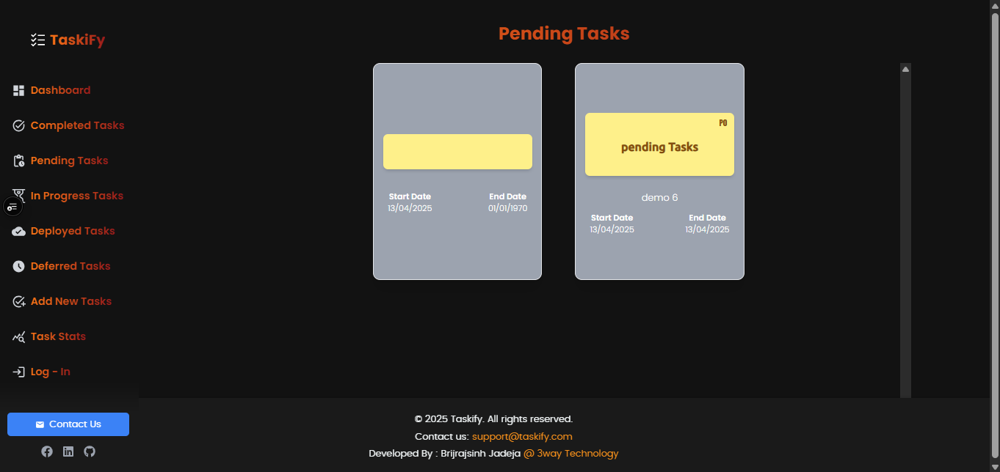 TaskiFy
Dashboard
Completed Tasks
Pending Tasks
In Progress Tasks
Deployed Tasks
Deferred Tasks
Add New Tasks
Task Stats
Log - In
Contact Us
Pending Tasks
Start Date End Date
13/04/2025 01/01/1970
P0
pending Tasks
demo 6
Start Date End Date
13/04/2025 13/04/2025
© 2025 Taskify. All rights reserved.
Contact us: support@taskify.com
Developed By : Brijrajsinh Jadeja @ 3way Technology